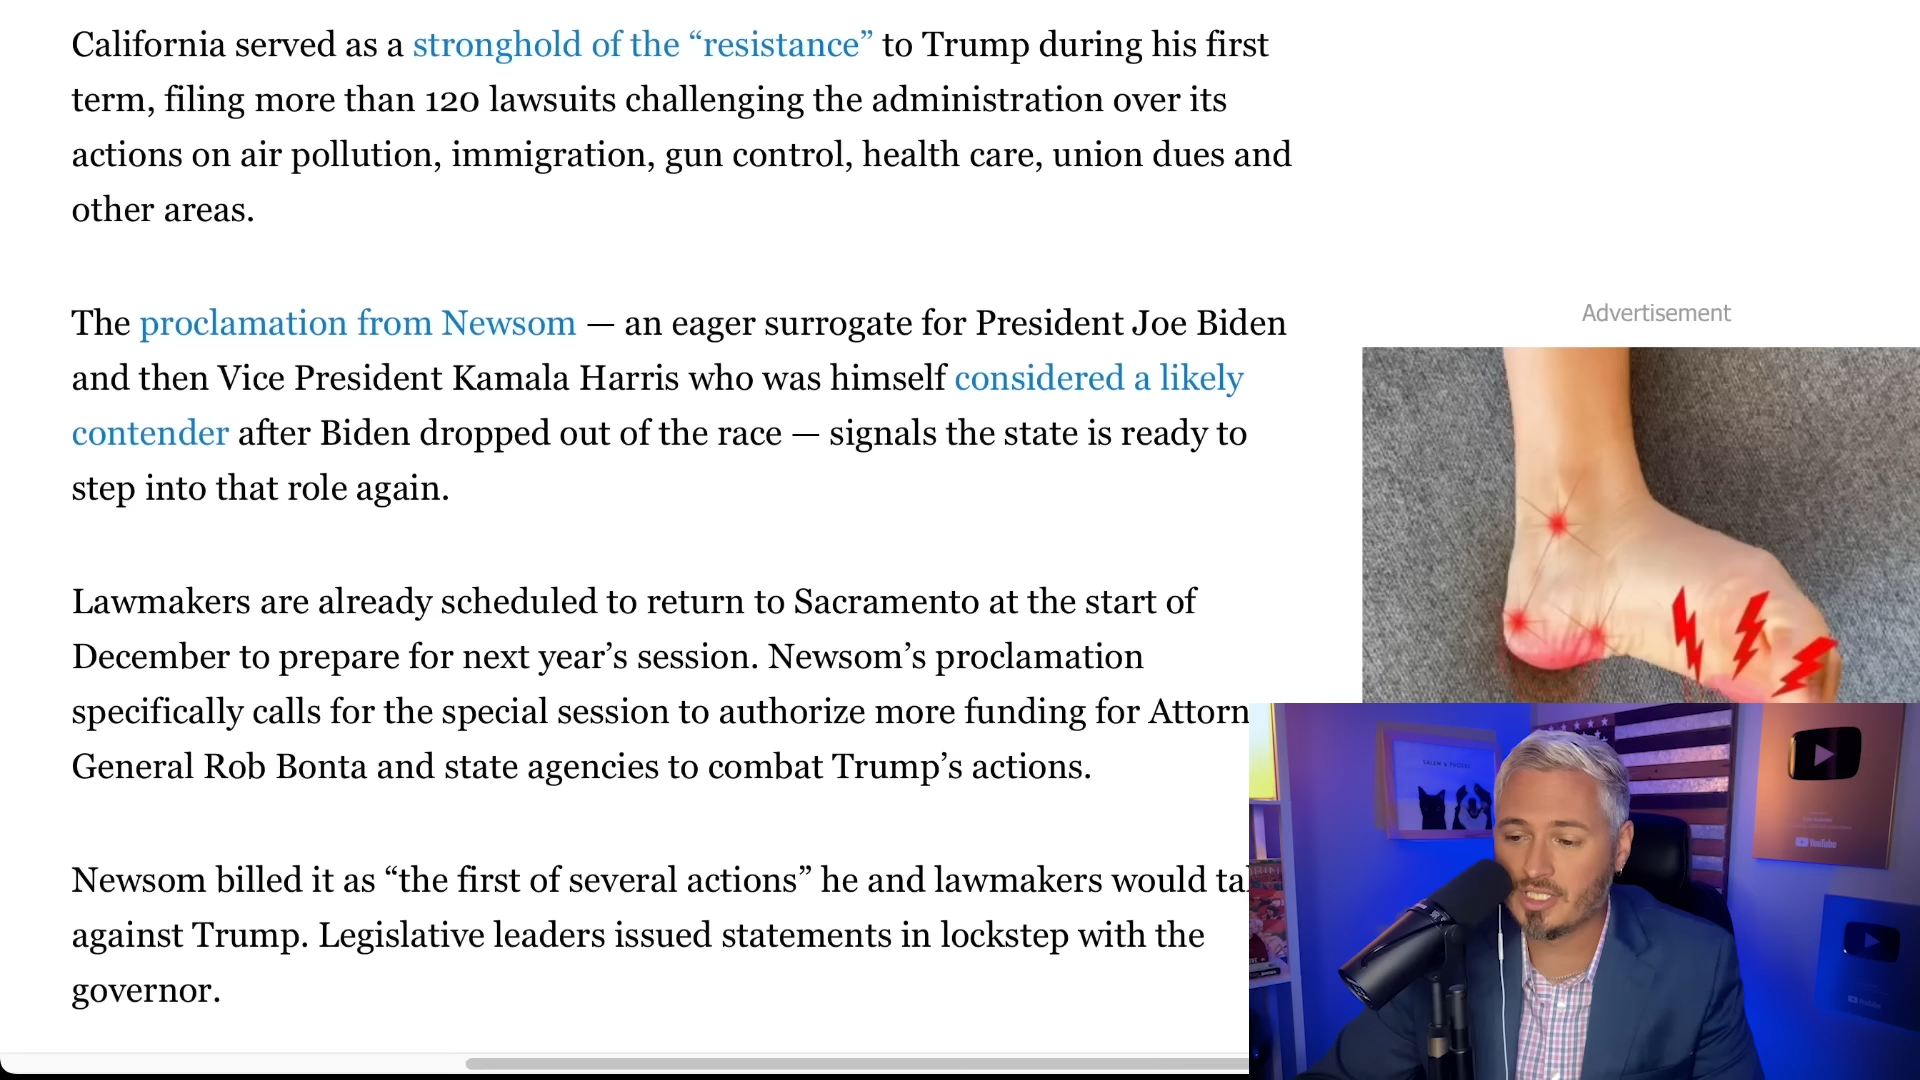 California served as a stronghold of the “resistance” to Trump during his first
term, filing more than 120 lawsuits challenging the administration over its
actions on air pollution, immigration, gun control, health care, union dues and
other areas.
The proclamation from Newsom — an eager surrogate for President Joe Biden
and then Vice President Kamala Harris who was himself considered a likely
contender after Biden dropped out of the race — signals the state is ready to
step into that role again.
Lawmakers are already scheduled to return to Sacramento at the start of
December to prepare for next year’s session. Newsom’s proclamation
specifically calls for the special session to authorize more funding for Attorn
General Rob Bonta and state agencies to combat Trump’s actions.
Newsom billed it as “the first of several actions” he and lawmakers would ta
against Trump. Legislative leaders issued statements in lockstep with the
governor.
Advertisement
SALEM & PHOEBE
YouTube
YouTube